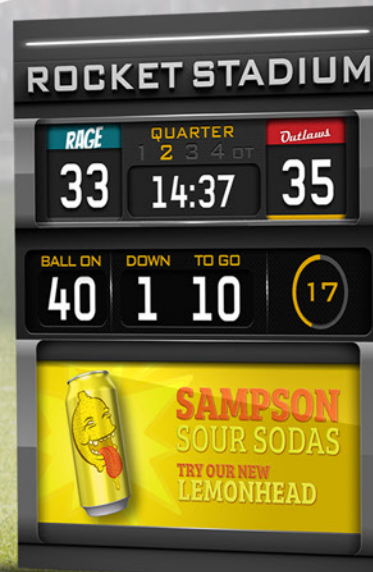 ROCKET STADIUM
RAGE
QUARTER
Outlaws
1 2 3 4 OT
33
14:37
35
BALL ON
DOWN
TO GO
40
1
10
17
SAMPSON
SOUR SODAS
TRY OUR NEW
LEMONHEAD